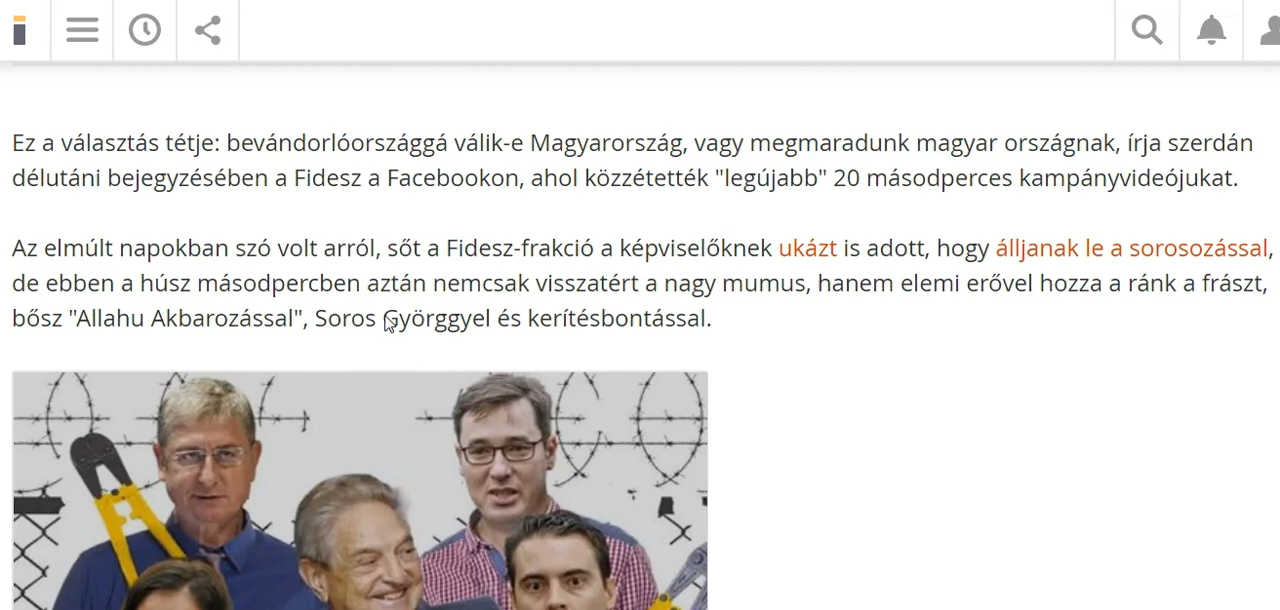 Ez a választás tétje: bevándorlóországgá válik-e Magyarország, vagy megmaradunk magyar országnak, írja szerdán
délutáni bejegyzésében a Fidesz a Facebookon, ahol közzétették "legújabb" 20 másodperces kampányvideójukat.
Az elmúlt napokban szó volt arról, sőt a Fidesz-frakció a képviselőknek ukázt is adott, hogy álljanak le a sorosozással,
de ebben a húsz másodpercben aztán nemcsak visszatért a nagy mumus, hanem elemi erővel hozza a ránk a frászt,
bősz "Allahu Akbarozással", Soros Györggyel és kerítésbontással.